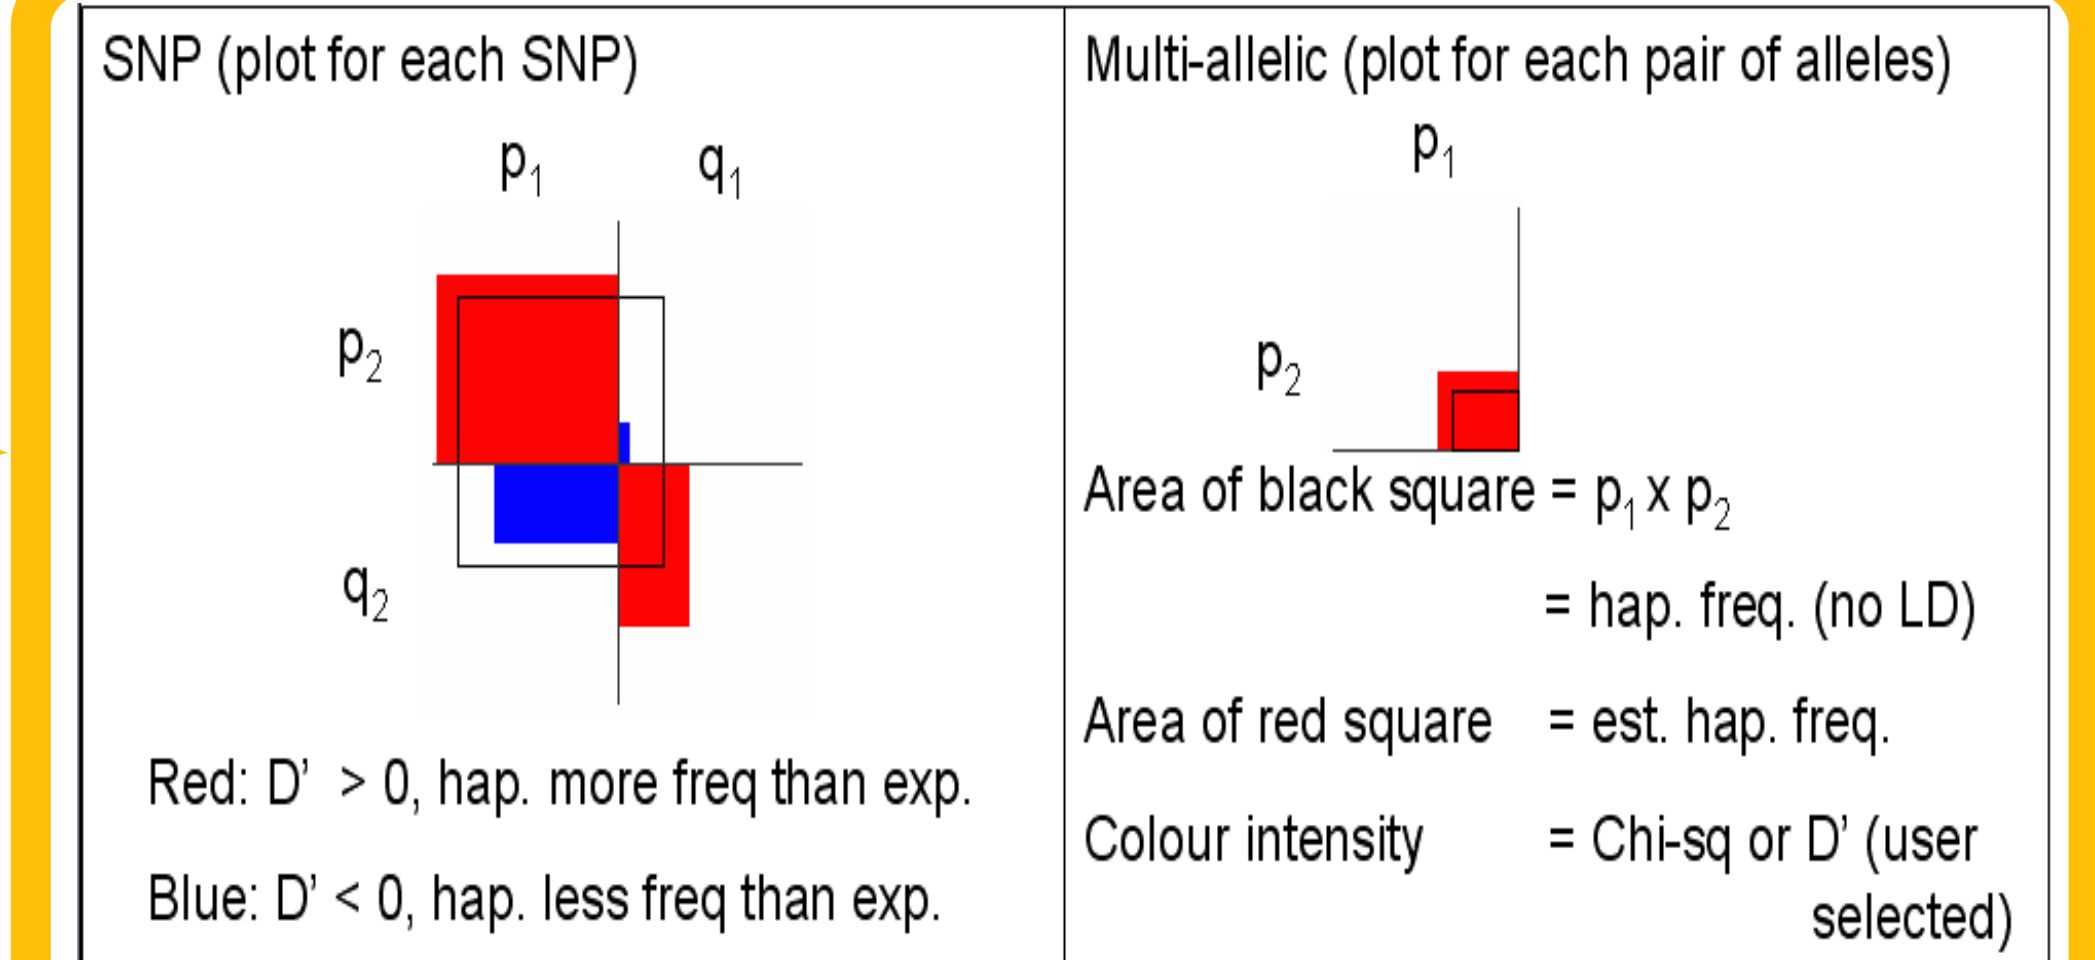 SNP (plot for each SNP)
p₁ q₁
p₂
q₂
Red: D’ > 0, hap. more freq than exp.
Blue: D’ < 0, hap. less freq than exp.
Multi-allelic (plot for each pair of alleles)
p₁
p₂
Area of black square = p₁ x p₂
= hap. freq. (no LD)
Area of red square = est. hap. freq.
Colour intensity = Chi-sq or D’ (user
selected)